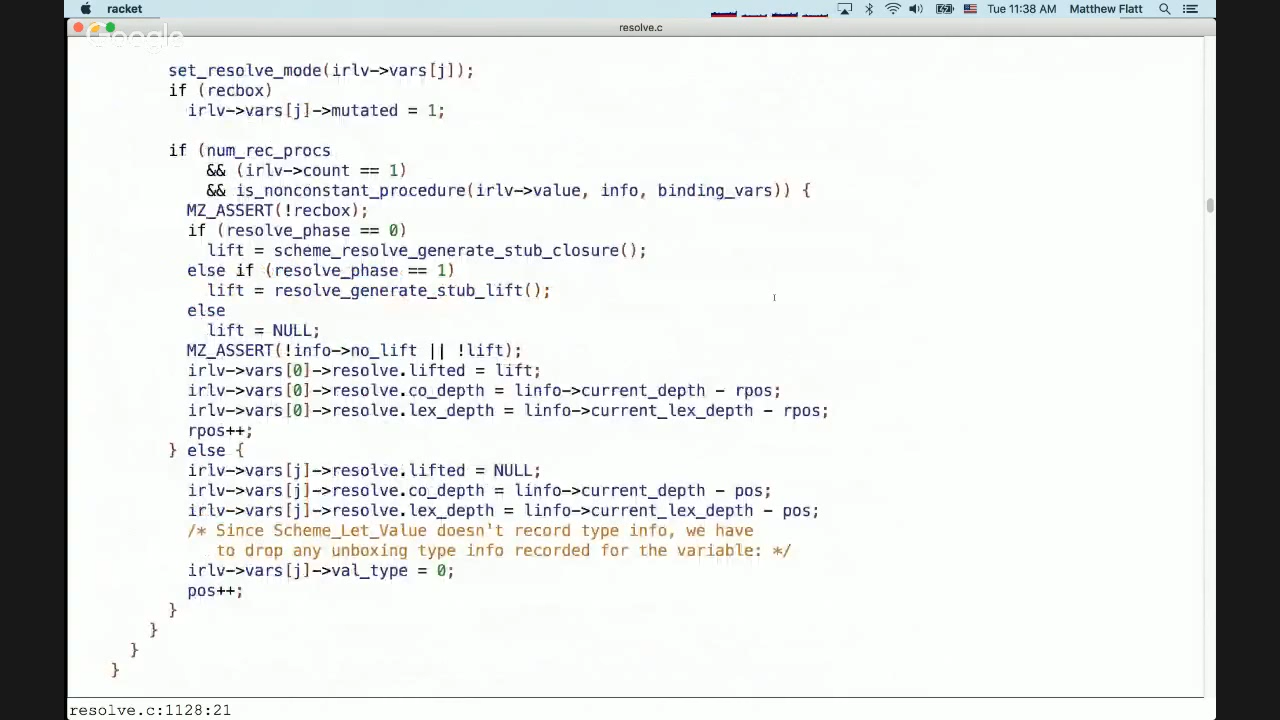 racket
Tue 11:38 AM Matthew Flatt
resolve.c
Google
set_resolve_mode(irlv->vars[j]);
if (recbox)
irlv->vars[j]->mutated = 1;
if (num_rec_procs
&& (irlv->count == 1)
&& is_nonconstant_procedure(irlv->value, info, binding_vars)) {
MZ_ASSERT(!recbox);
if (resolve_phase == 0)
lift = scheme_resolve_generate_stub_closure();
else if (resolve_phase == 1)
lift = resolve_generate_stub_lift();
else
lift = NULL;
MZ_ASSERT(!info->no_lift || !lift);
irlv->vars[0]->resolve.lifted = lift;
irlv->vars[0]->resolve.co_depth = linfo->current_depth - rpos;
irlv->vars[0]->resolve.lex_depth = linfo->current_lex_depth - rpos;
rpos++;
} else {
irlv->vars[j]->resolve.lifted = NULL;
irlv->vars[j]->resolve.co_depth = linfo->current_depth - pos;
irlv->vars[j]->resolve.lex_depth = linfo->current_lex_depth - pos;
/* Since Scheme_Let_Value doesn't record type info, we have
to drop any unboxing type info recorded for the variable: */
irlv->vars[j]->val_type = 0;
pos++;
}
}
}
}
resolve.c:1128:21